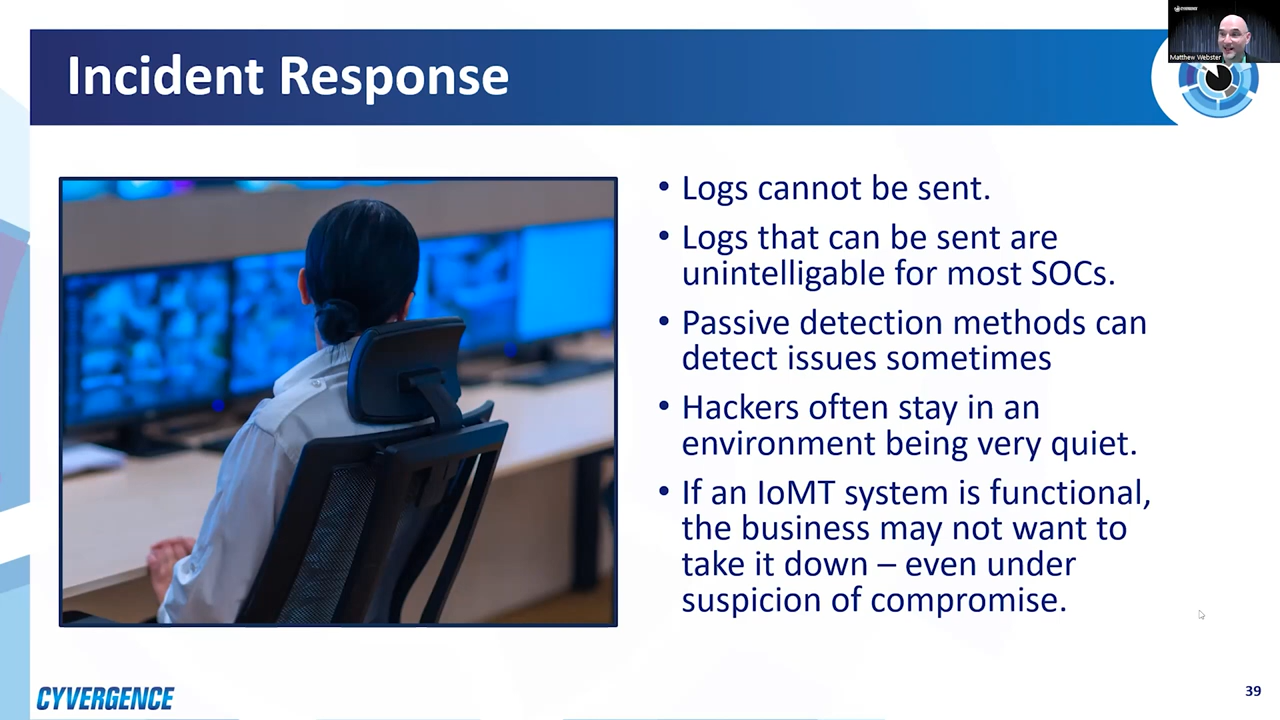 Incident Response
CYVERGENCE
Matthew Webster
• Logs cannot be sent.
• Logs that can be sent are
unintelligable for most SOCs.
• Passive detection methods can
detect issues sometimes
• Hackers often stay in an
environment being very quiet.
• If an IoMT system is functional,
the business may not want to
take it down – even under
suspicion of compromise.
CYVERGENCE
39